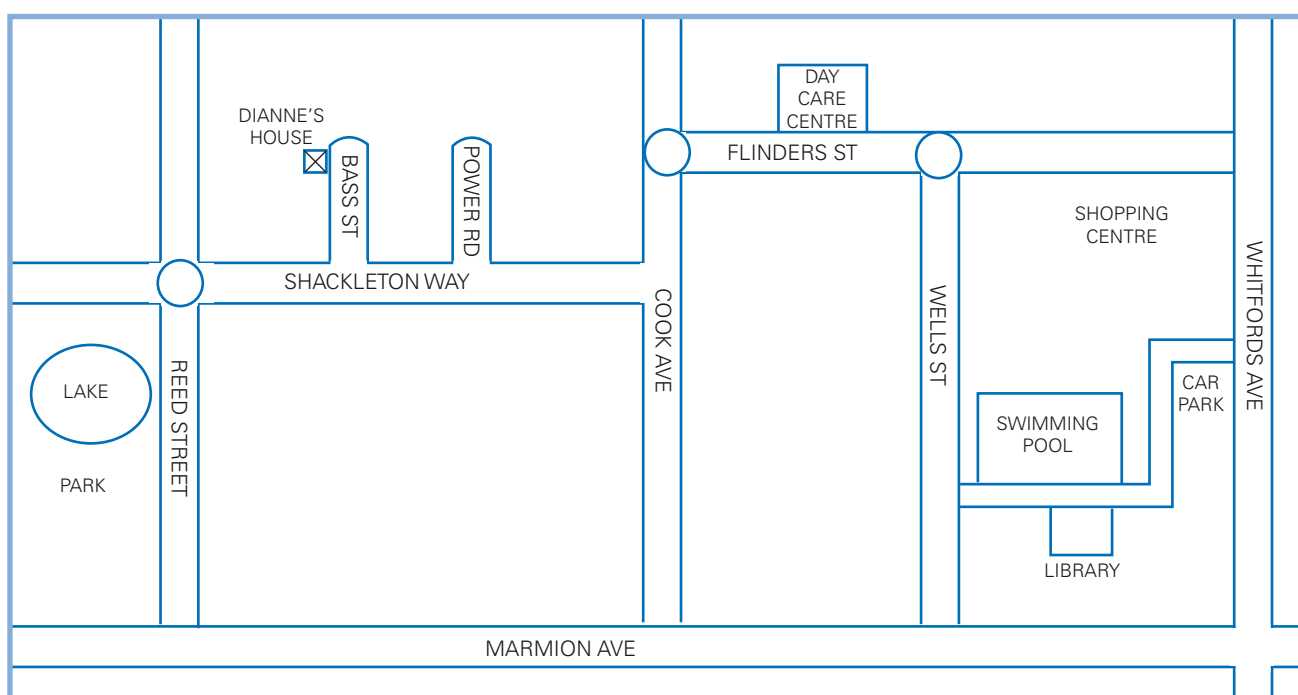 DAY
CARE
CENTRE
DIANNE'S
HOUSE
BASS ST
POWER RD
FLINDERS ST
SHOPPING
CENTRE
SHACKLETON WAY
COOK AVE
WELLS ST
WHITFORDS AVE
REED STREET
LAKE
CAR
PARK
SWIMMING
POOL
PARK
LIBRARY
MARMION AVE